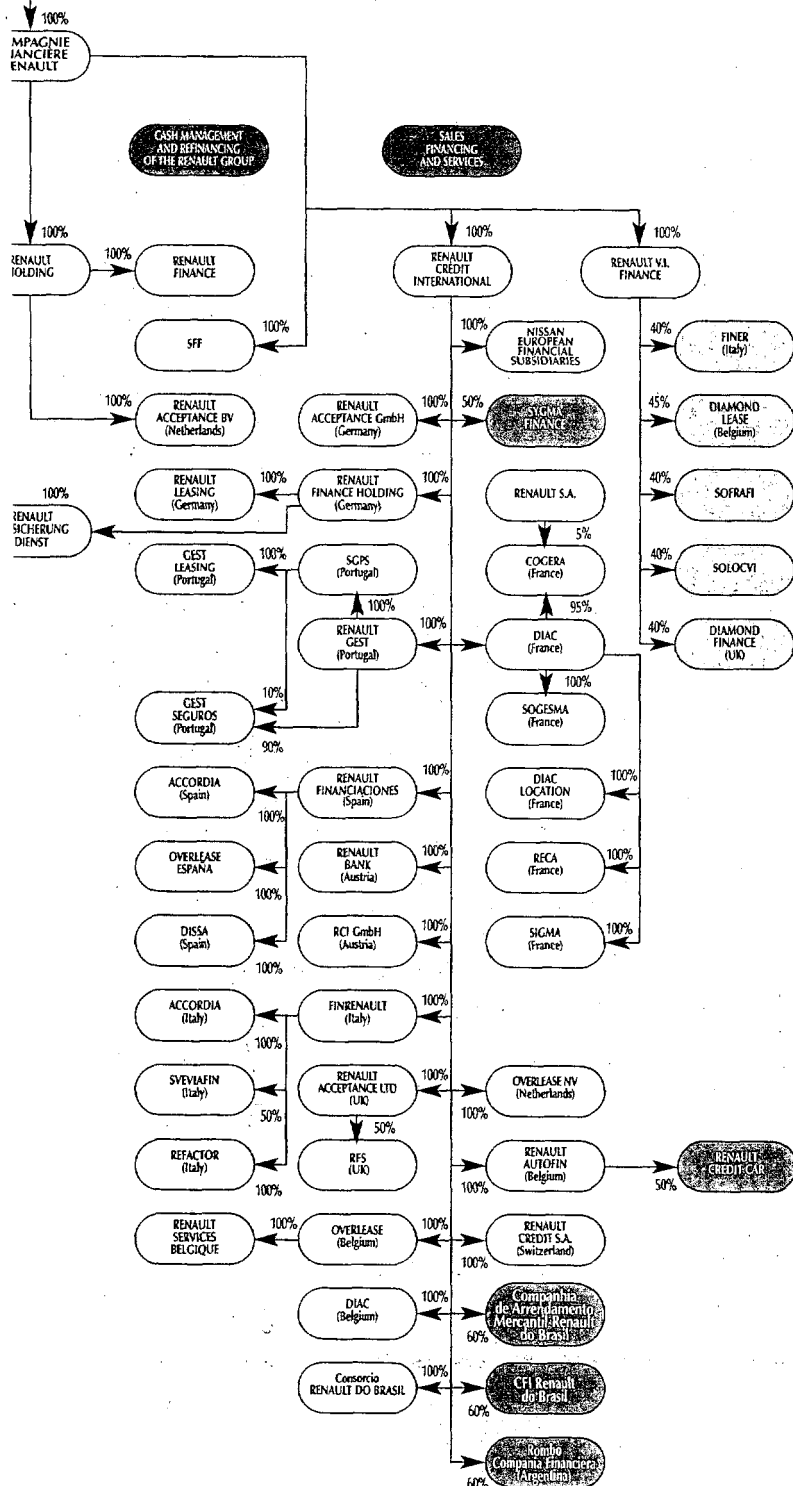 100%
MPAGNIE
IANCIÈRE
ENAULT
CASH MANAGEMENT
AND REFINANCING
OF THE RENAULT GROUP
SALES
FINANCING
AND SERVICES
100%
RENAULT
HOLDING
100%
RENAULT
FINANCE
100%
RENAULT
CRÉDIT
INTERNATIONAL
100%
RENAULT V.I.
FINANCE
SFF
100%
100%
NISSAN
EUROPEAN
FINANCIAL
SUBSIDIARIES
40%
FINER
(Italy)
100%
RENAULT
ACCEPTANCE BV
(Netherlands)
RENAULT
ACCEPTANCE GmbH
(Germany)
100%
50%
SYGMA
FINANCE
45%
DIAMOND
LEASE
(Belgium)
100%
RENAULT
SICHERUNG
DIENST
RENAULT
LEASING
(Germany)
100%
RENAULT
FINANCE HOLDING
(Germany)
100%
RENAULT S.A.
40%
SOFRAFI
5%
GEST
LEASING
(Portugal)
100%
SGPS
(Portugal)
COGERA
(France)
40%
SOLOCVI
100%
95%
RENAULT
GEST
(Portugal)
100%
DIAC
(France)
40%
DIAMOND
FINANCE
(UK)
100%
10%
GEST
SEGUROS
(Portugal)
90%
SOGESMA
(France)
ACCORDIA
(Spain)
100%
RENAULT
FINANCIACIONES
(Spain)
100%
DIAC
LOCATION
(France)
100%
OVERLEASE
ESPAÑA
100%
RENAULT
BANK
(Austria)
100%
RECA
(France)
100%
DISSA
(Spain)
100%
RCI GmbH
(Austria)
100%
SIGMA
(France)
100%
ACCORDIA
(Italy)
100%
FINRENAULT
(Italy)
100%
SVEVIAFIN
(Italy)
50%
RENAULT
ACCEPTANCE LTD
(UK)
100%
100%
OVERLEASE NV
(Netherlands)
50%
REFACTOR
(Italy)
100%
RFS
(UK)
100%
RENAULT
AUTOFIN
(Belgium)
50%
RENAULT
CREDIT-CAR
RENAULT
SERVICES
BELGIQUE
100%
OVERLEASE
(Belgium)
100%
100%
RENAULT
CREDIT S.A.
(Switzerland)
DIAC
(Belgium)
100%
60%
Companhia
de Arrendamento
Mercantil Renault
do Brasil
Consorcio
RENAULT DO BRASIL
100%
60%
CFI Renault
do Brasil
60%
Rombo
Compania Financiera
(Argentina)